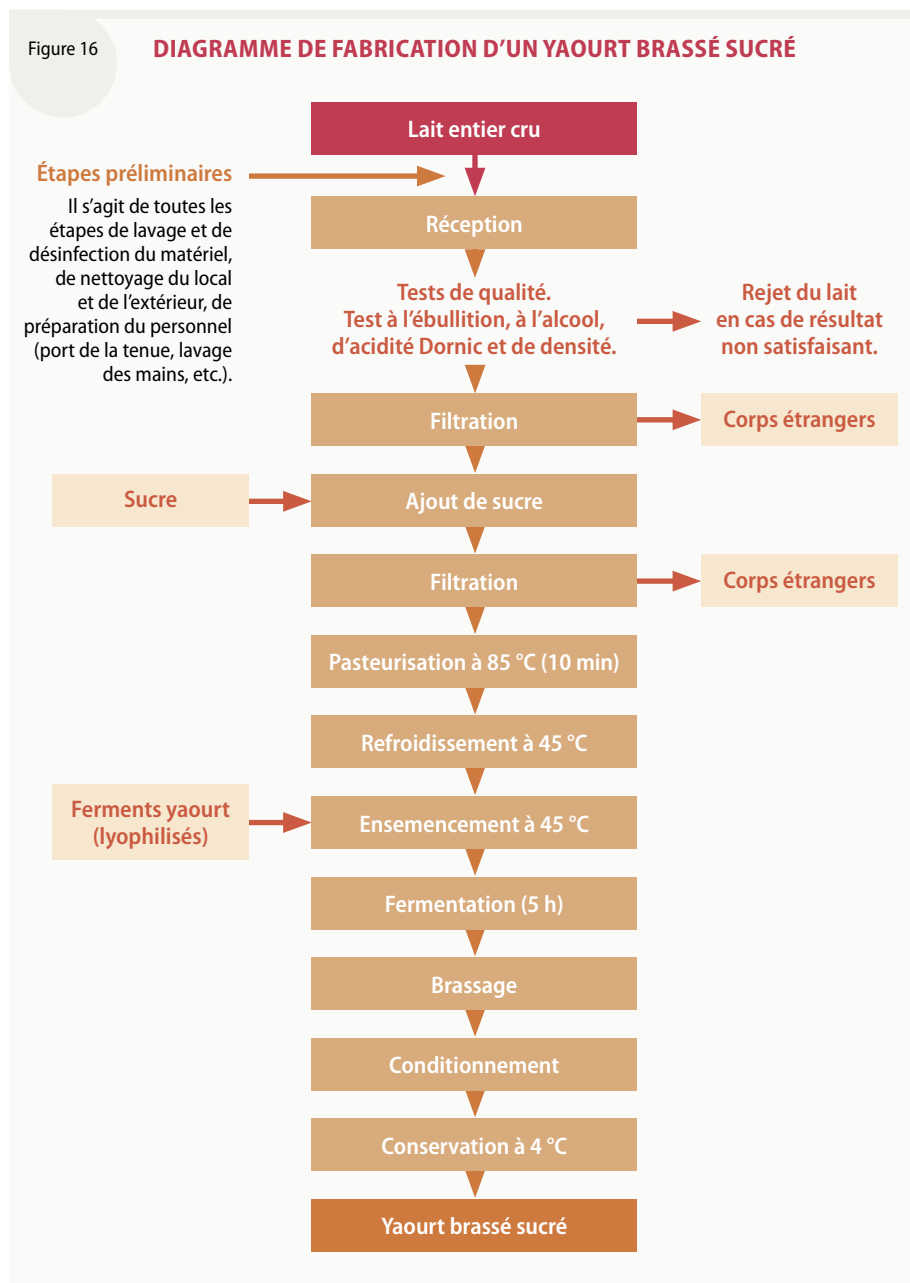 Figure 16
DIAGRAMME DE FABRICATION D’UN YAOURT BRASSÉ SUCRÉ
Lait entier cru
Étapes préliminaires
Il s’agit de toutes les
étapes de lavage et de
désinfection du matériel,
de nettoyage du local
et de l’extérieur, de
préparation du personnel
(port de la tenue, lavage
des mains, etc.).
Réception
Tests de qualité.
Test à l’ébullition, à l’alcool,
d’acidité Dornic et de densité.
Rejet du lait
en cas de résultat
non satisfaisant.
Filtration
Corps étrangers
Sucre
Ajout de sucre
Filtration
Corps étrangers
Pasteurisation à 85 °C (10 min)
Refroidissement à 45 °C
Ferments yaourt
(lyophilisés)
Ensemencement à 45 °C
Fermentation (5 h)
Brassage
Conditionnement
Conservation à 4 °C
Yaourt brassé sucré